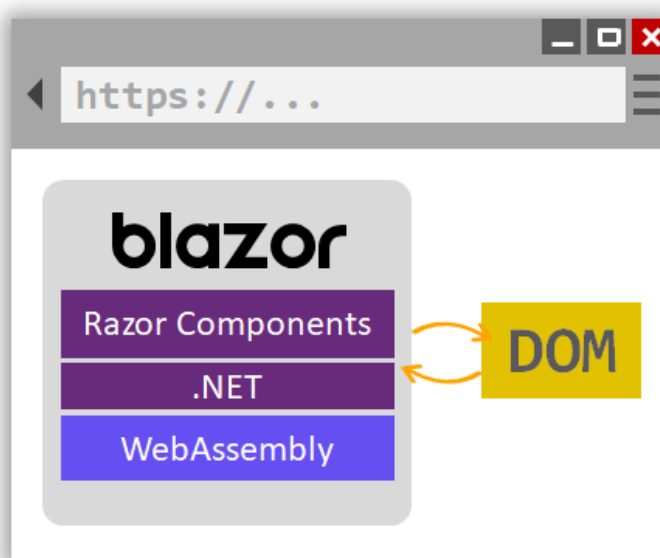 https://...
blazor
Razor Components
.NET
WebAssembly
DOM